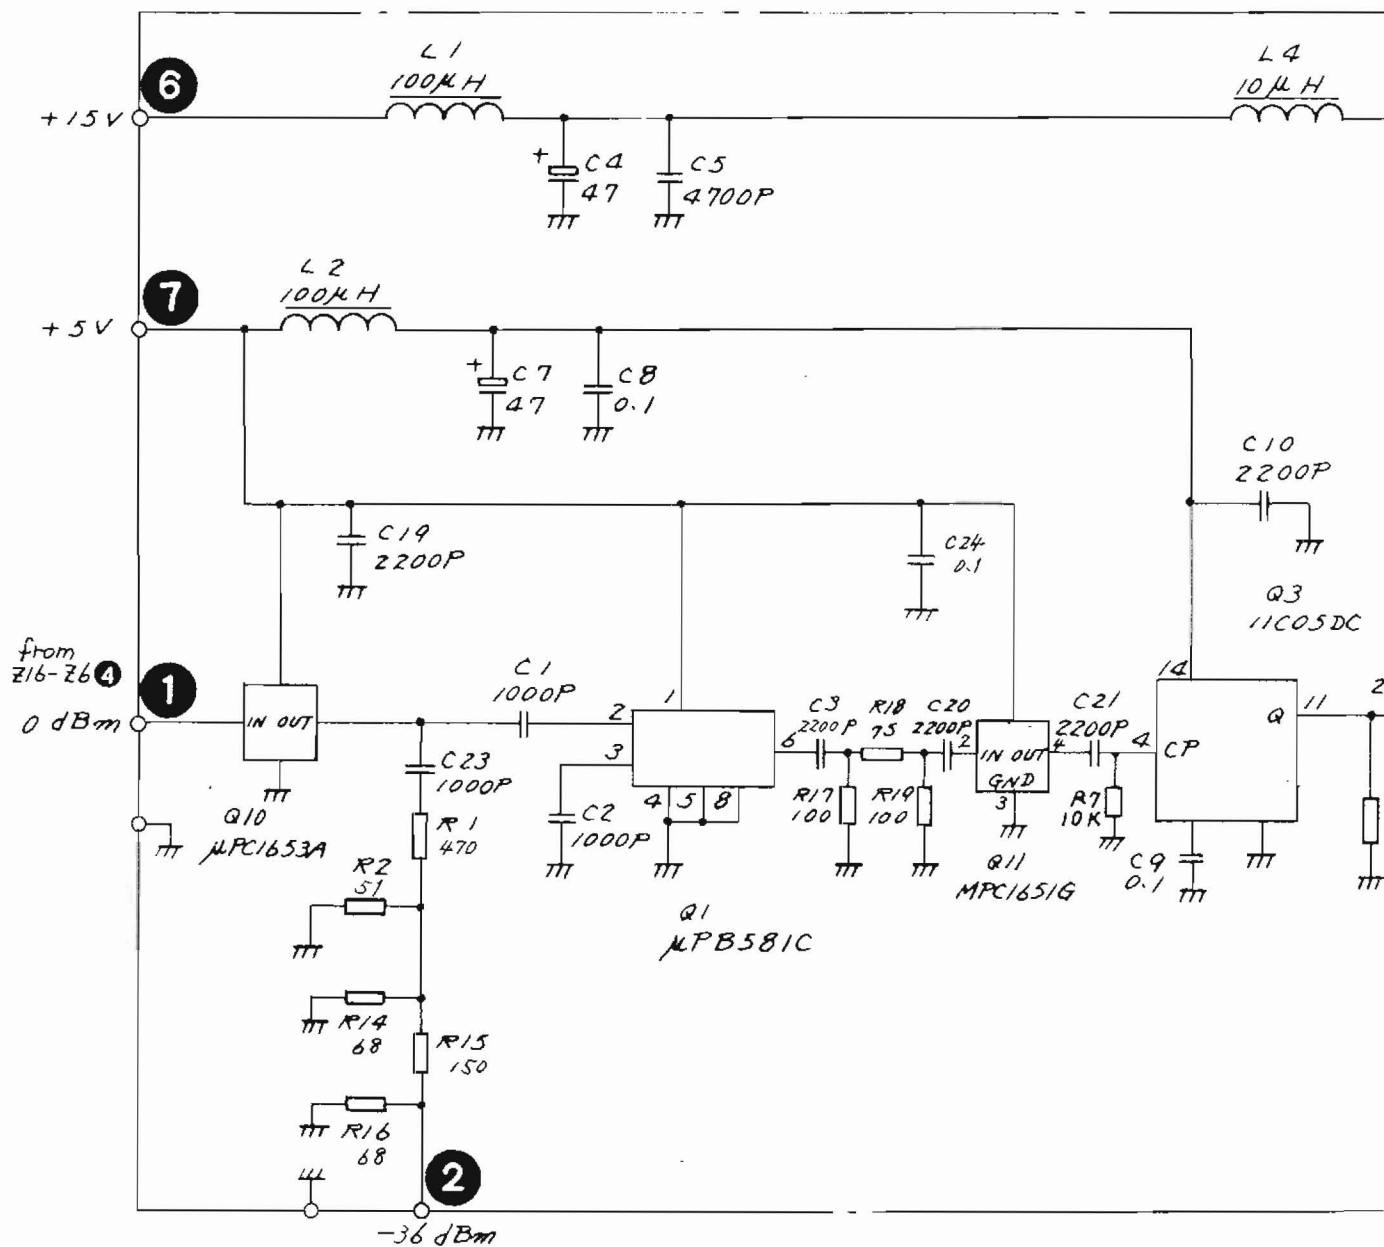 L1
100μH
L4
10μH
6
+15V
+
C4
47
C5
4700P
L2
100μH
7
+5V
+
C7
47
C8
0.1
C10
2200P
C19
2200P
C24
0.1
Q3
11C05DC
from
Z16-Z6 4
1
0 dBm
IN OUT
C1
1000P
1
2
3
4
5
8
6
C3
2200P
R18
75
C20
2200P
2
IN OUT
GND
3
4
C21
2200P
14
4
CP
Q
11
2
C23
1000P
R17
100
R19
100
R7
10K
C2
1000P
Q10
μPC1653A
R1
470
C9
0.1
Q11
MPC1651G
R2
51
Q1
μPB581C
R14
68
R15
150
R16
68
2
-36 dBm